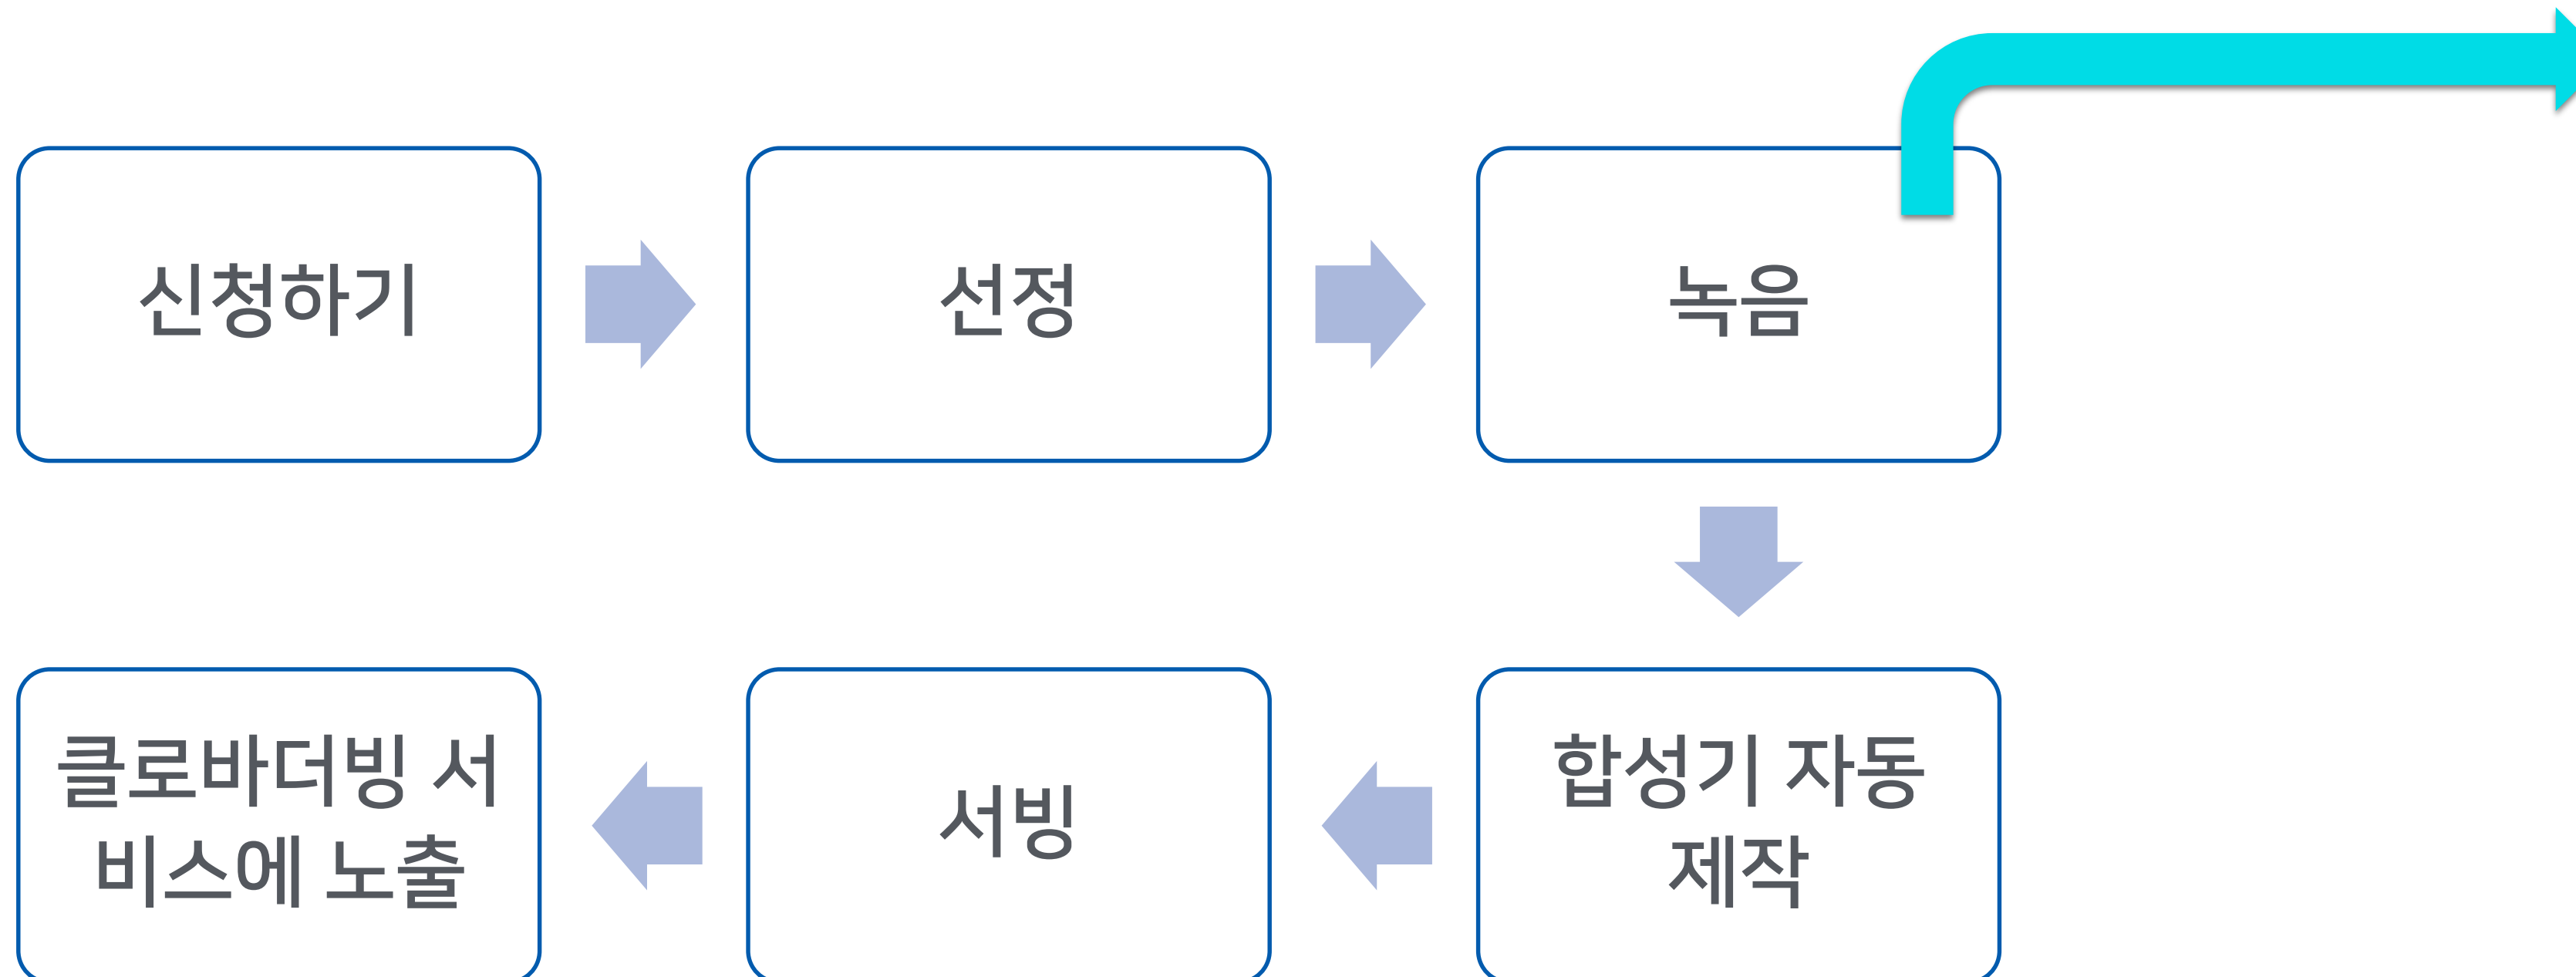 신청하기
선정
녹음
합성기 자동
제작
서빙
클로바더빙 서
비스에 노출